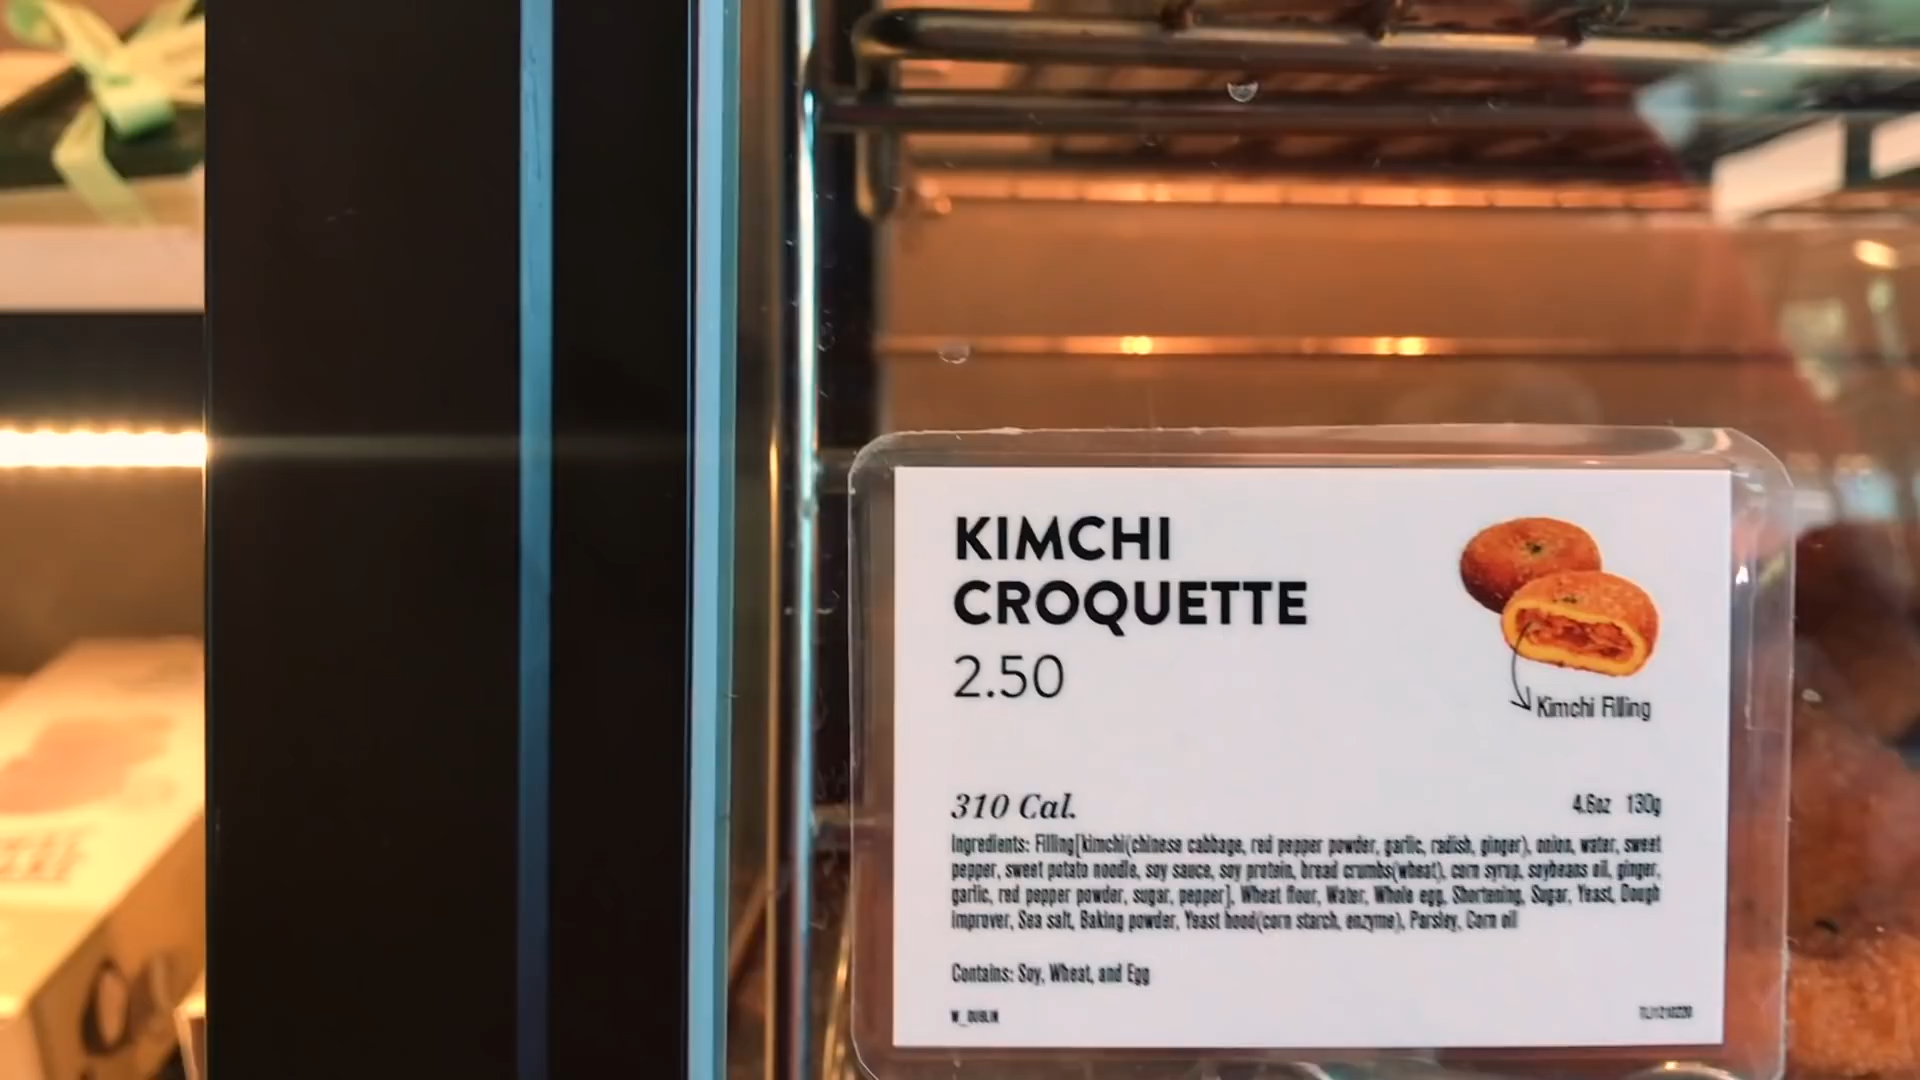 KIMCHI
CROQUETTE
2.50
Kimchi Filling
310 Cal.
4.6oz 130g
Ingredients: Filling[kimchi(chinese cabbage, red pepper powder, garlic, radish, ginger), onion, water, sweet
pepper, sweet potato noodle, soy sauce, soy protein, bread crumbs(wheat), corn syrup, soybeans oil, ginger,
garlic, red pepper powder, sugar, pepper], Wheat flour, Water, Whole egg, Shortening, Sugar, Yeast, Dough
improver, Sea salt, Baking powder, Yeast hood(corn starch, enzyme), Parsley, Corn oil
Contains: Soy, Wheat, and Egg
W_DUBLIN